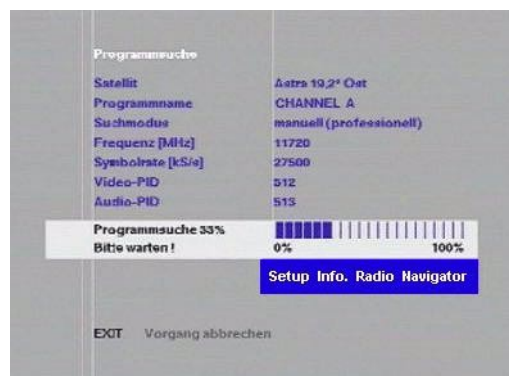 Programmsuche
Satellit Astra 19,2° Ost
Programmname CHANNEL A
Suchmodus manuell (professionell)
Frequenz [MHz] 11720
Symbolrate [kS/s] 27500
Video-PID 512
Audio-PID 513
Programmsuche 33%
Bitte warten ! 0% 100%
Setup Info. Radio Navigator
EXIT Vorgang abbrechen